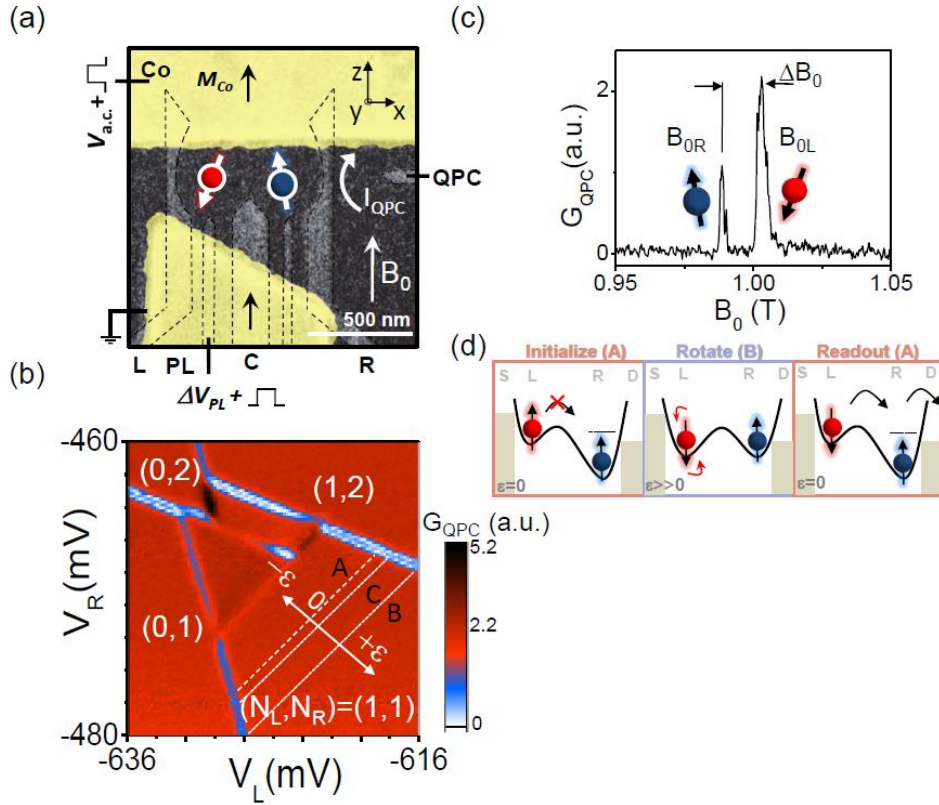 (a)
Co
M_Co
z
y
x
V_a.c.+
QPC
I_QPC
B_0
500 nm
L PL C R
ΔV_PL +
(b)
-460
V_R(mV)
-480
(0,2)
(1,2)
(0,1)
(N_L,N_R)=(1,1)
A
C
B
ε-
0
ε+
-636
V_L(mV)
-616
G_QPC (a.u.)
5.2
2.2
0
(c)
G_QPC(a.u.)
2
0
ΔB_0
B_0R
B_0L
0.95 1.00 1.05
B_0 (T)
(d)
Initialize (A) Rotate (B) Readout (A)
S L R D S L R D S L R D
ε=0 ε>>0 ε=0